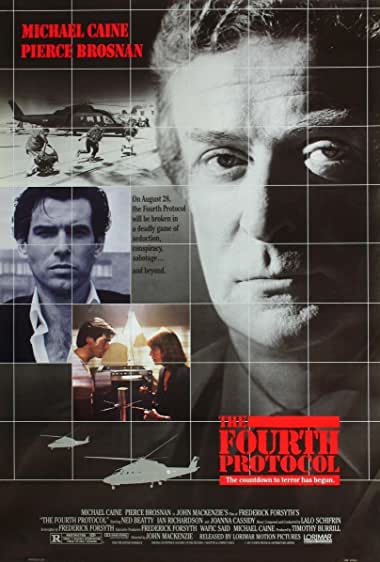 MICHAEL CAINE
PIERCE BROSNAN
On August 28,
the Fourth Protocol
will be broken in
a deadly game of
seduction,
conspiracy,
sabotage...
and beyond.
THE
FOURTH
PROTOCOL
The countdown to terror has begun.
MICHAEL CAINE PIERCE BROSNAN JOHN MACKENZIE'S FREDERICK FORSYTH'S
"THE FOURTH PROTOCOL" NED BEATTY IAN RICHARDSON JOANNA CASSIDY LALO SCHIFRIN
FREDERICK FORSYTH FREDERICK FORSYTH, WAFIC SAID MICHAEL CAINE TIMOTHY BURRILL
R RESTRICTED JOHN MACKENZIE RELEASED BY LORIMAR MOTION PICTURES LORIMAR